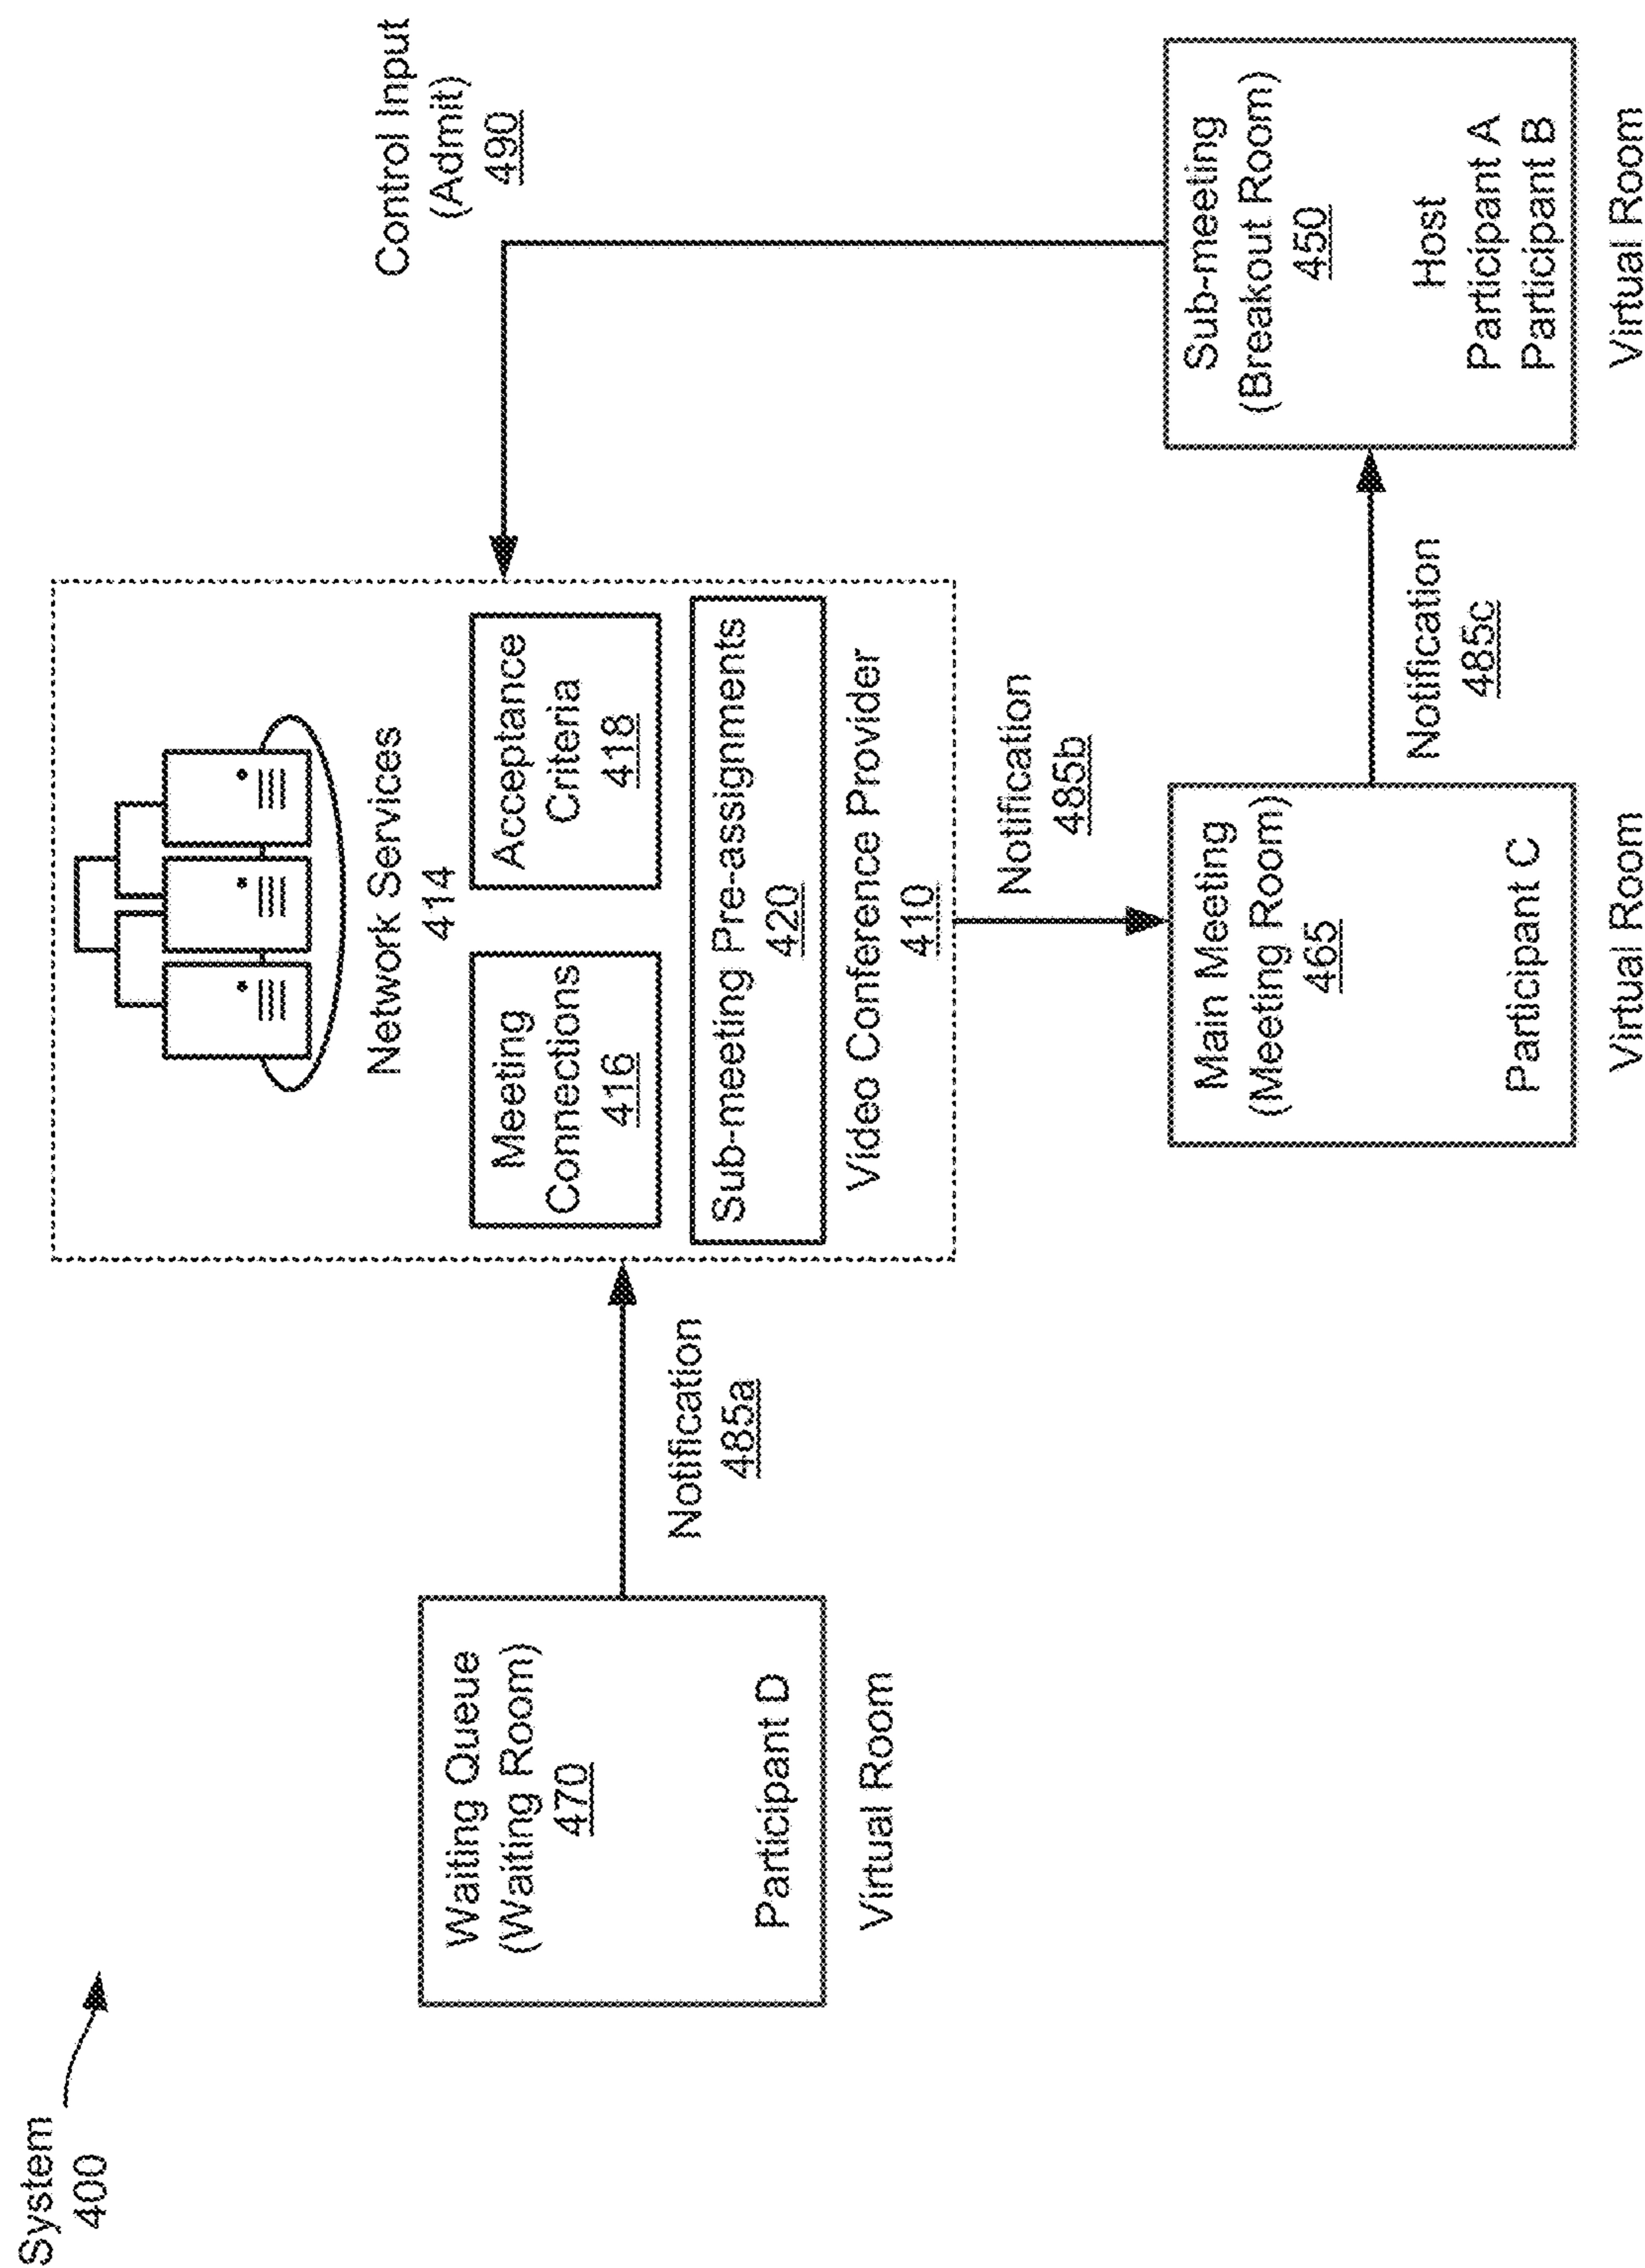 System
400
Waiting Queue
(Waiting Room)
470
Participant D
Virtual Room
Notification
485a
Network Services
414
Meeting
Connections
416
Acceptance
Criteria
418
Sub-meeting Pre-assignments
420
Video Conference Provider
410
Control Input
(Admit)
490
Notification
485b
Main Meeting
(Meeting Room)
465
Participant C
Virtual Room
Notification
485c
Sub-meeting
(Breakout Room)
450
Host
Participant A
Participant B
Virtual Room